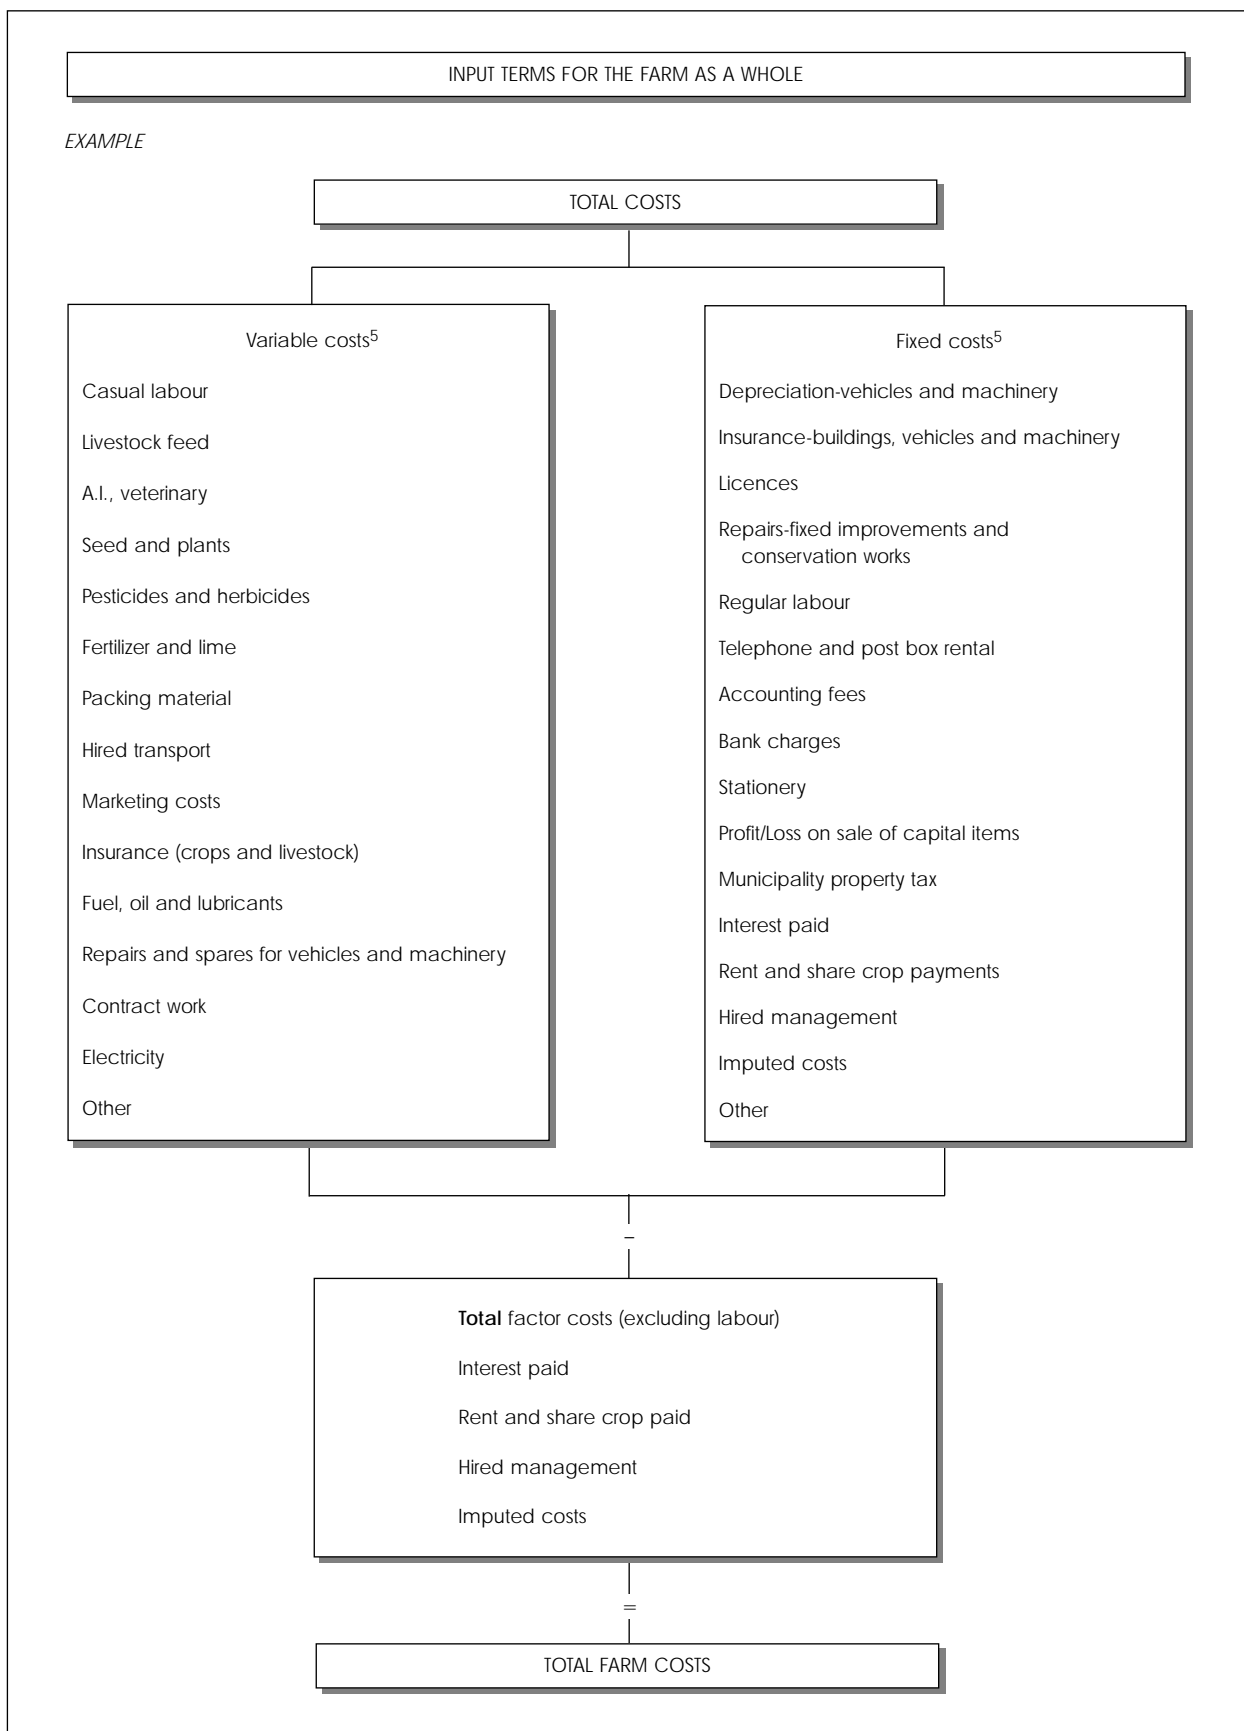 INPUT TERMS FOR THE FARM AS A WHOLE
EXAMPLE
TOTAL COSTS
Variable costs5
Casual labour
Livestock feed
A.I., veterinary
Seed and plants
Pesticides and herbicides
Fertilizer and lime
Packing material
Hired transport
Marketing costs
Insurance (crops and livestock)
Fuel, oil and lubricants
Repairs and spares for vehicles and machinery
Contract work
Electricity
Other
Fixed costs5
Depreciation-vehicles and machinery
Insurance-buildings, vehicles and machinery
Licences
Repairs-fixed improvements and
conservation works
Regular labour
Telephone and post box rental
Accounting fees
Bank charges
Stationery
Profit/Loss on sale of capital items
Municipality property tax
Interest paid
Rent and share crop payments
Hired management
Imputed costs
Other
–
Total factor costs (excluding labour)
Interest paid
Rent and share crop paid
Hired management
Imputed costs
=
TOTAL FARM COSTS